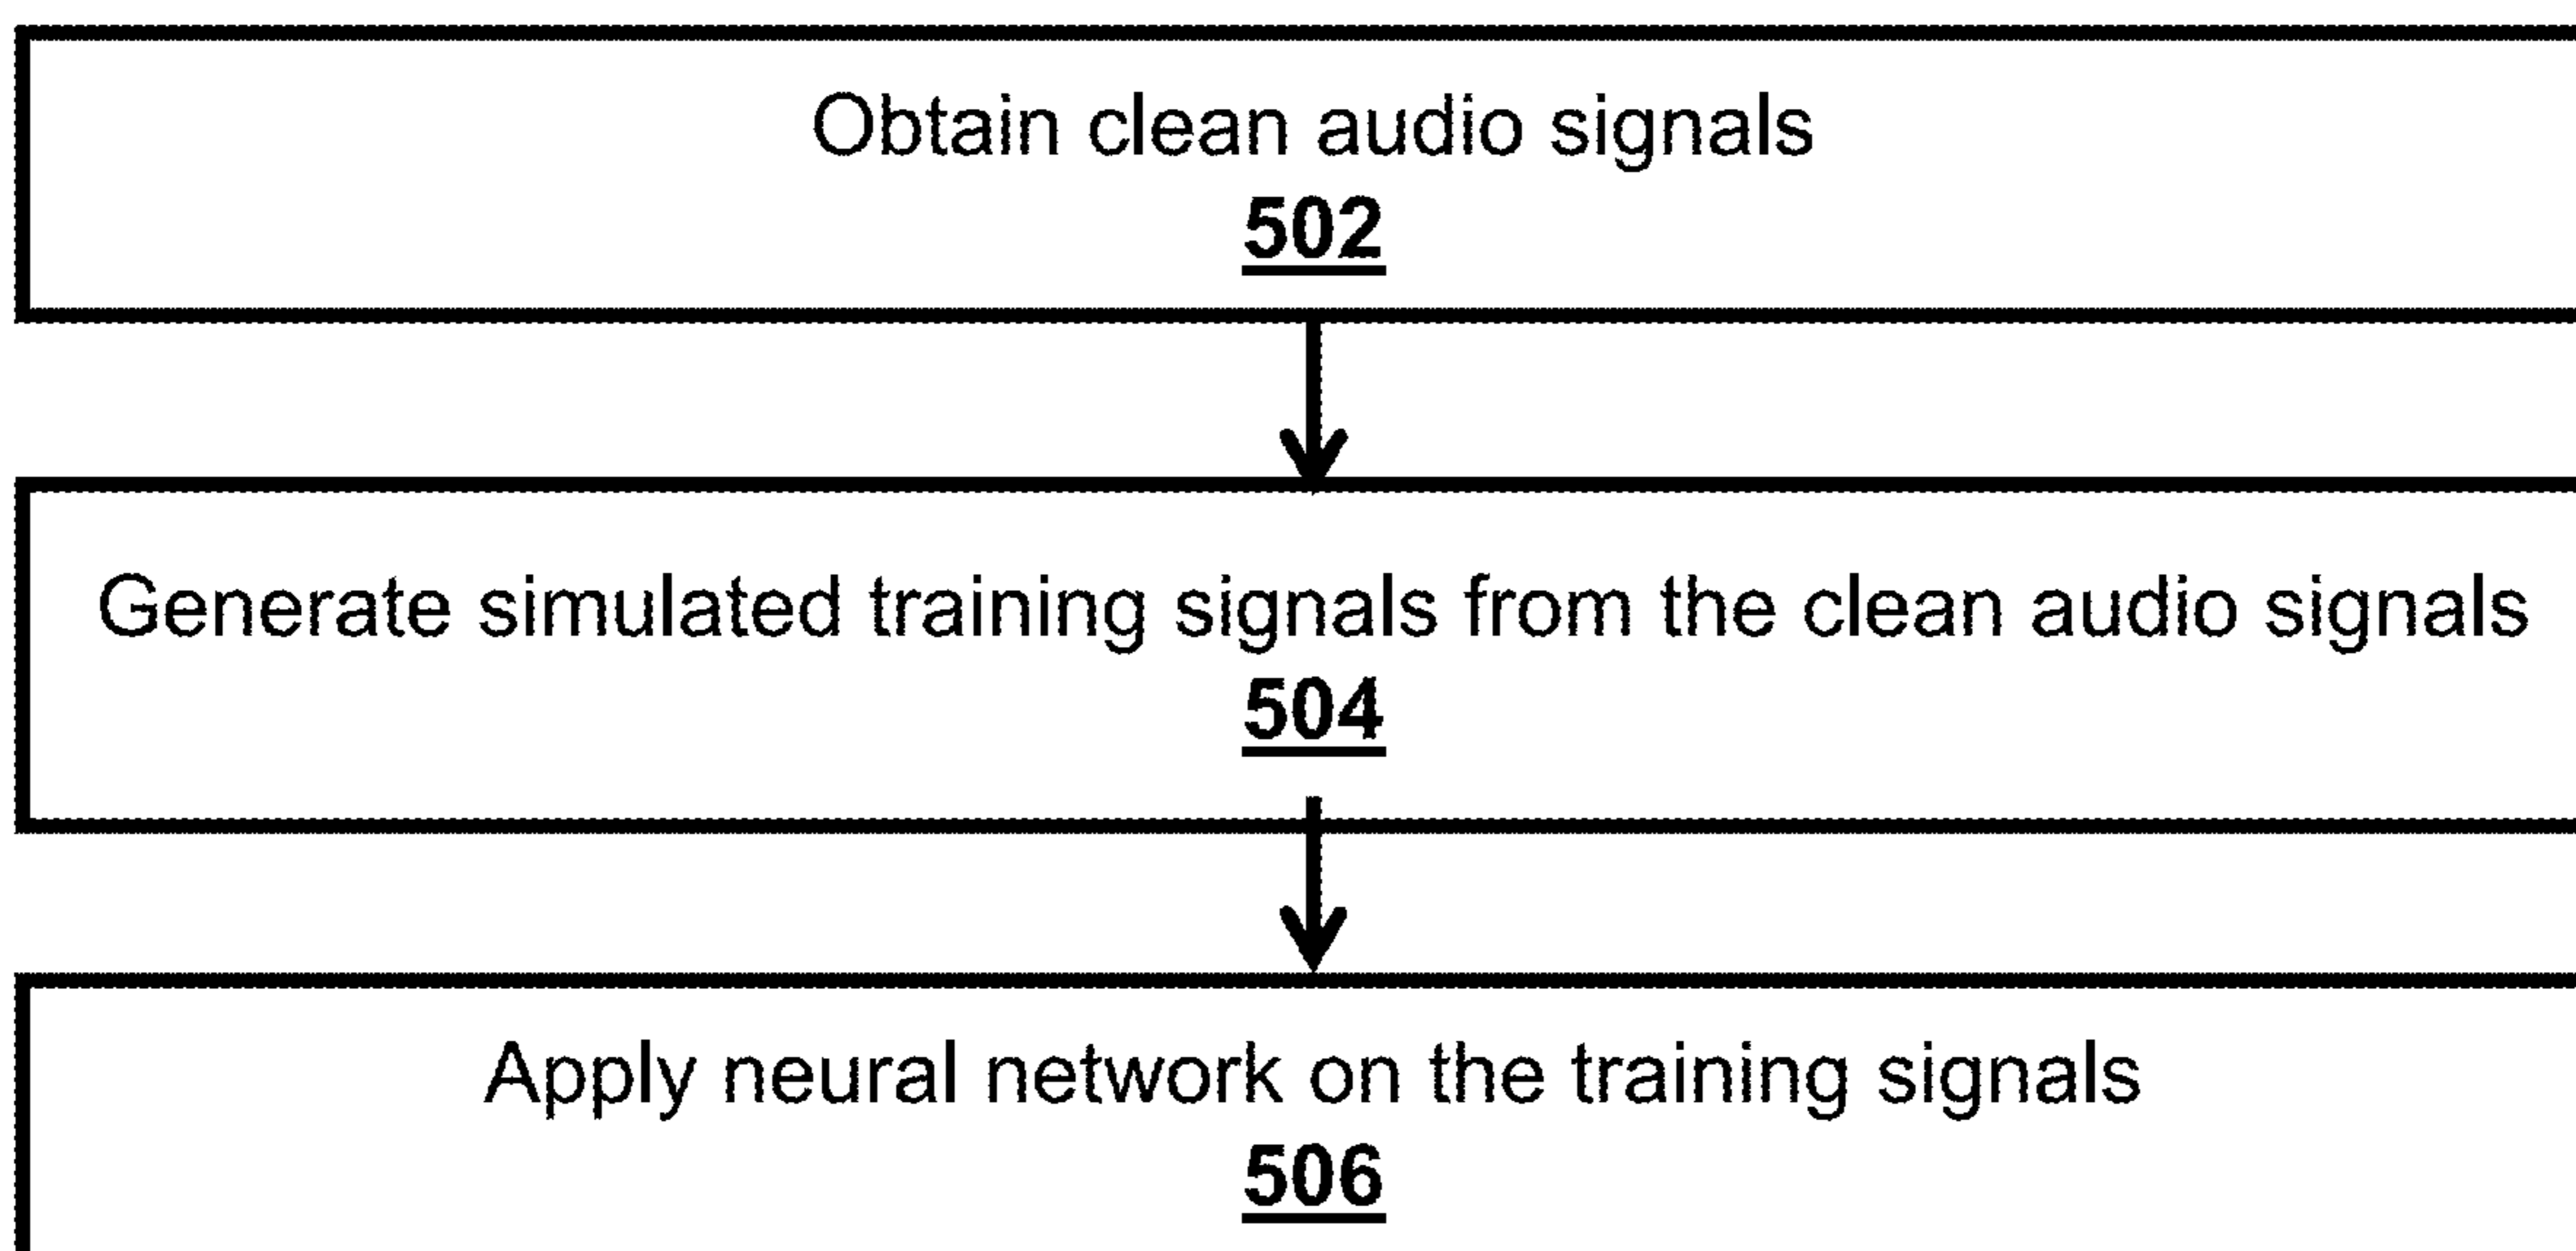 Obtain clean audio signals
502
Generate simulated training signals from the clean audio signals
504
Apply neural network on the training signals
506